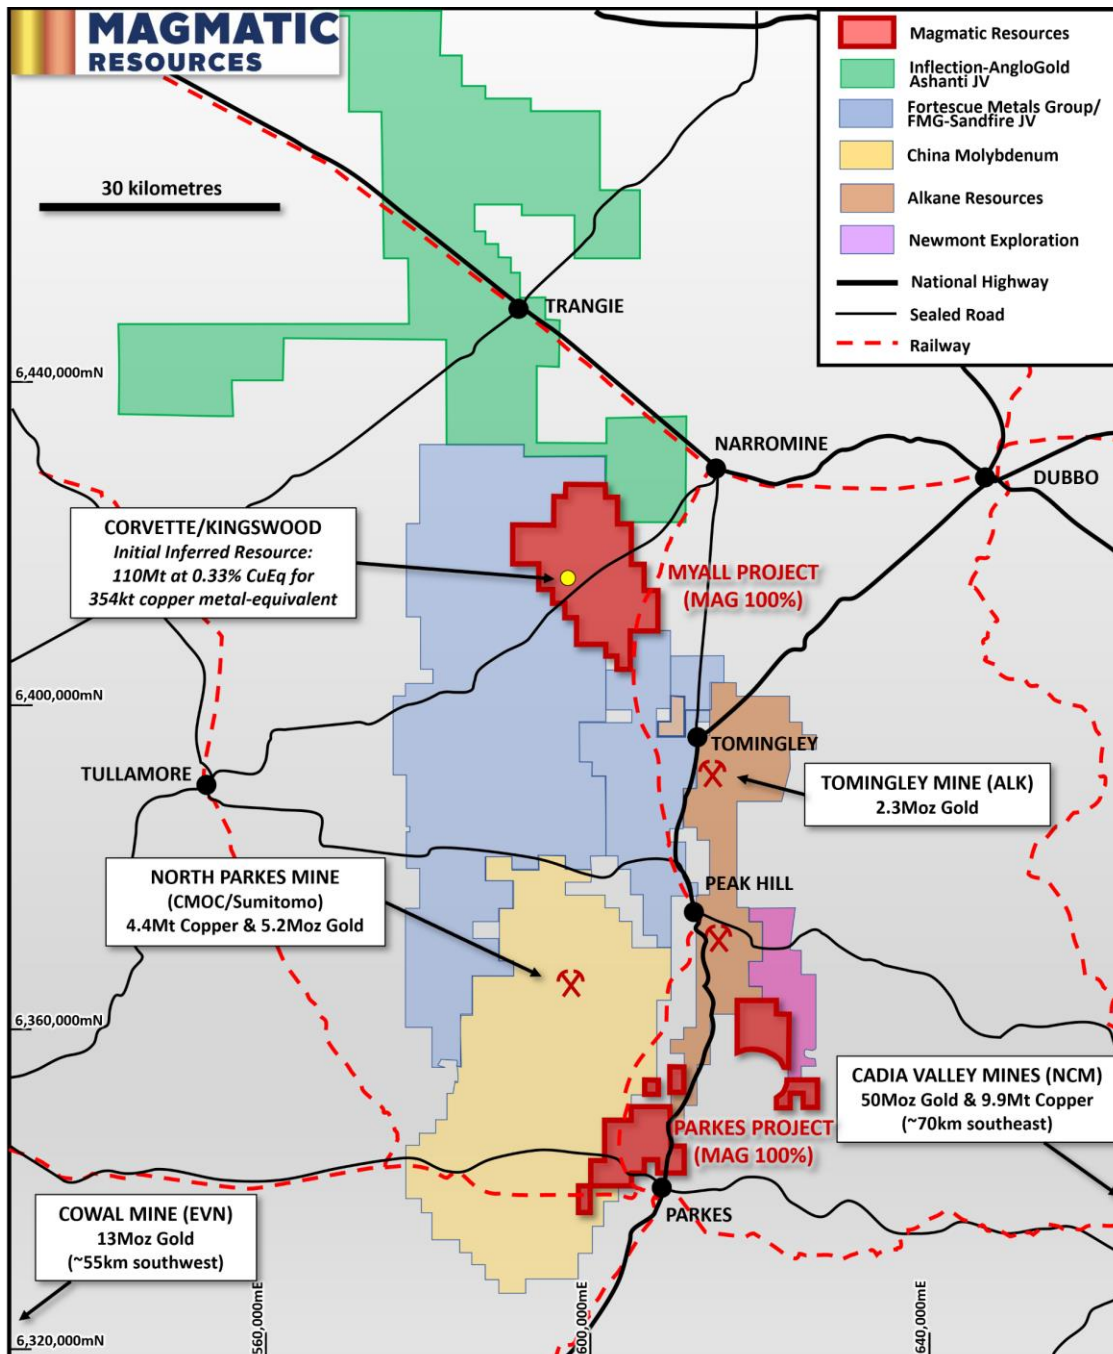 MAGMATIC
RESOURCES
Magmatic Resources
Inflection-AngloGold
Ashanti JV
Fortescue Metals Group/
FMG-Sandfire JV
China Molybdenum
Alkane Resources
Newmont Exploration
National Highway
Sealed Road
Railway
30 kilometres
TRANGIE
6,440,000mN
NARROMINE
DUBBO
CORVETTE/KINGSWOOD
Initial Inferred Resource:
110Mt at 0.33% CuEq for
354kt copper metal-equivalent
MYALL PROJECT
(MAG 100%)
6,400,000mN
TOMINGLEY
TULLAMORE
TOMINGLEY MINE (ALK)
2.3Moz Gold
NORTH PARKES MINE
(CMOC/Sumitomo)
4.4Mt Copper & 5.2Moz Gold
PEAK HILL
6,360,000mN
CADIA VALLEY MINES (NCM)
50Moz Gold & 9.9Mt Copper
(~70km southeast)
PARKES PROJECT
(MAG 100%)
PARKES
COWAL MINE (EVN)
13Moz Gold
(~55km southwest)
6,320,000mN
560,000mE
600,000mE
640,000mE